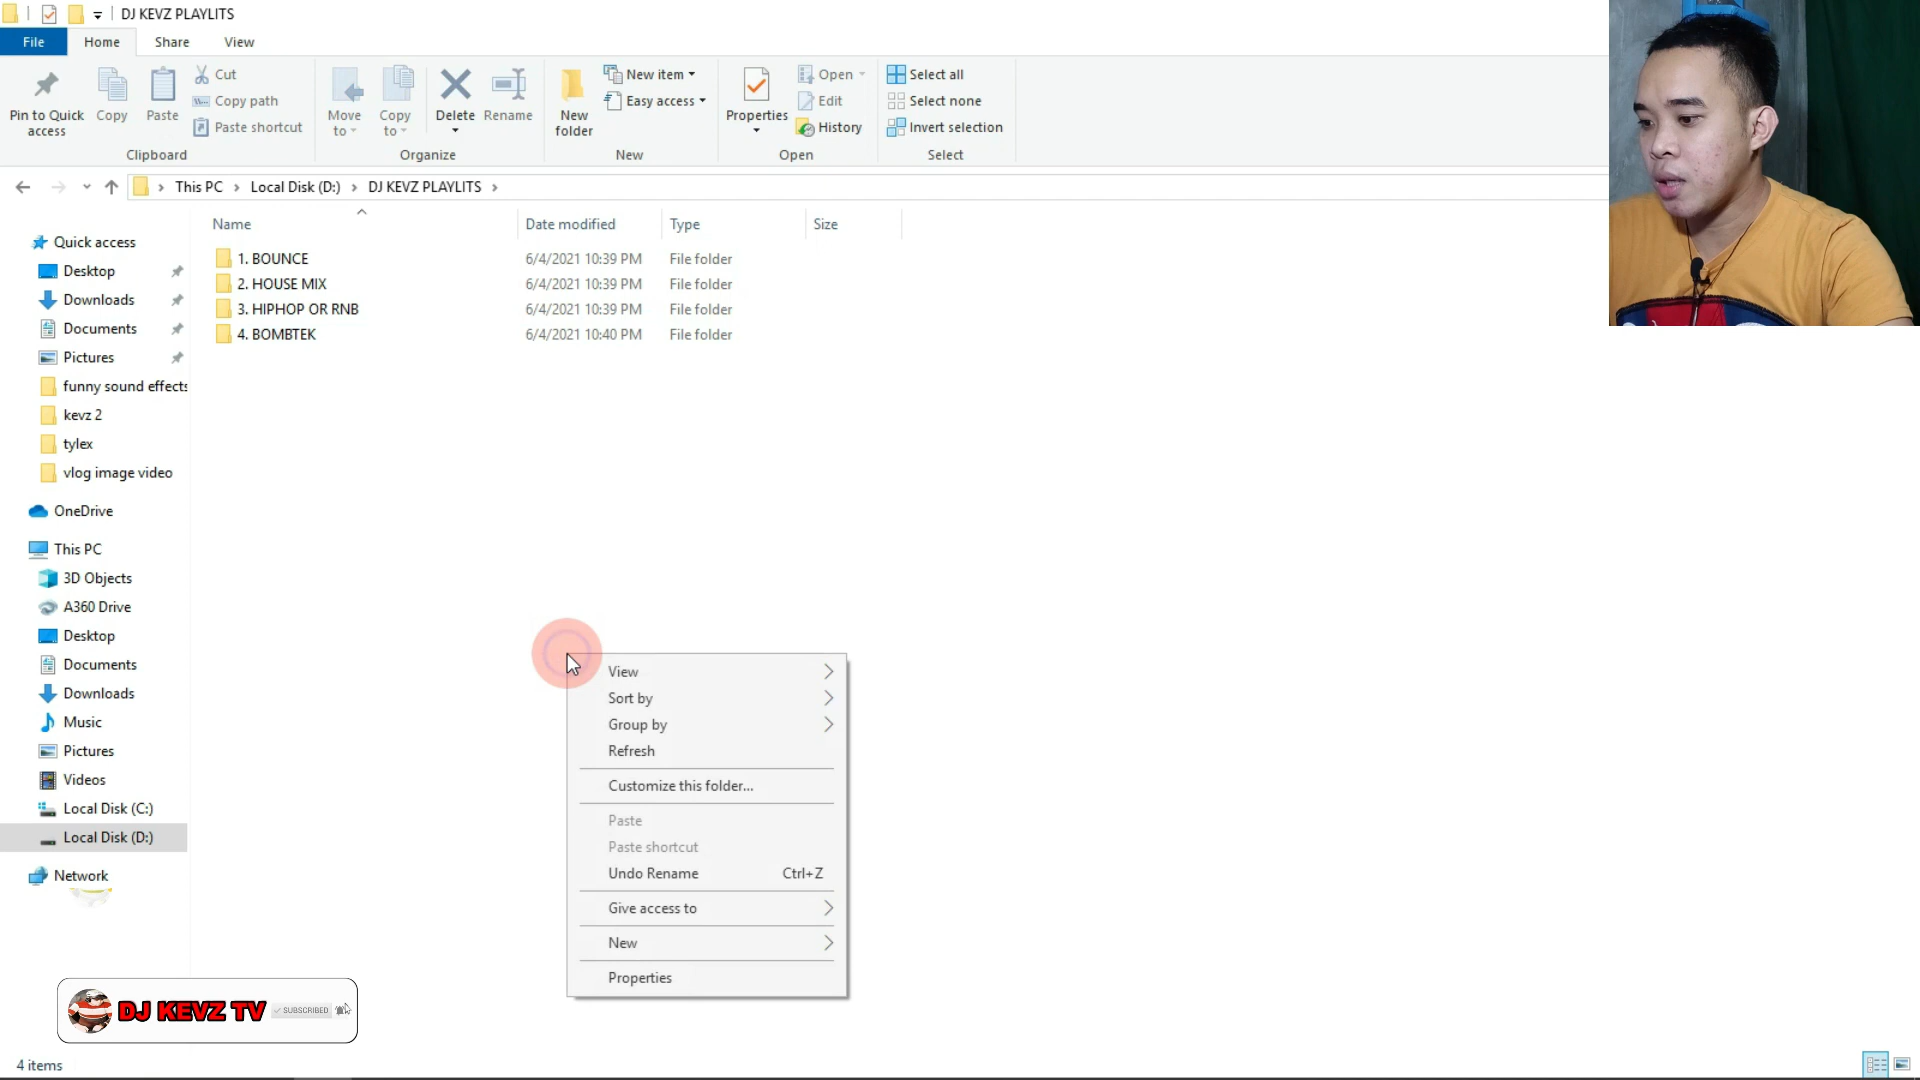 DJ KEVZ PLAYLITS
File Home Share View
Pin to Quick access
Copy
Paste
Cut
Copy path
Paste shortcut
Clipboard
Move to
Copy to
Delete
Rename
Organize
New folder
New item
Easy access
New
Properties
Open
Edit
History
Open
Select all
Select none
Invert selection
Select
This PC > Local Disk (D:) > DJ KEVZ PLAYLITS >
Name Date modified Type Size
1. BOUNCE 6/4/2021 10:39 PM File folder
2. HOUSE MIX 6/4/2021 10:39 PM File folder
3. HIPHOP OR RNB 6/4/2021 10:39 PM File folder
4. BOMBTEK 6/4/2021 10:40 PM File folder
Quick access
Desktop
Downloads
Documents
Pictures
funny sound effects
kevz 2
tylex
vlog image video
OneDrive
This PC
3D Objects
A360 Drive
Desktop
Documents
Downloads
Music
Pictures
Videos
Local Disk (C:)
Local Disk (D:)
Network
View
Sort by
Group by
Refresh
Customize this folder...
Paste
Paste shortcut
Undo Rename Ctrl+Z
Give access to
New
Properties
DJ KEVZ TV SUBSCRIBED
4 items